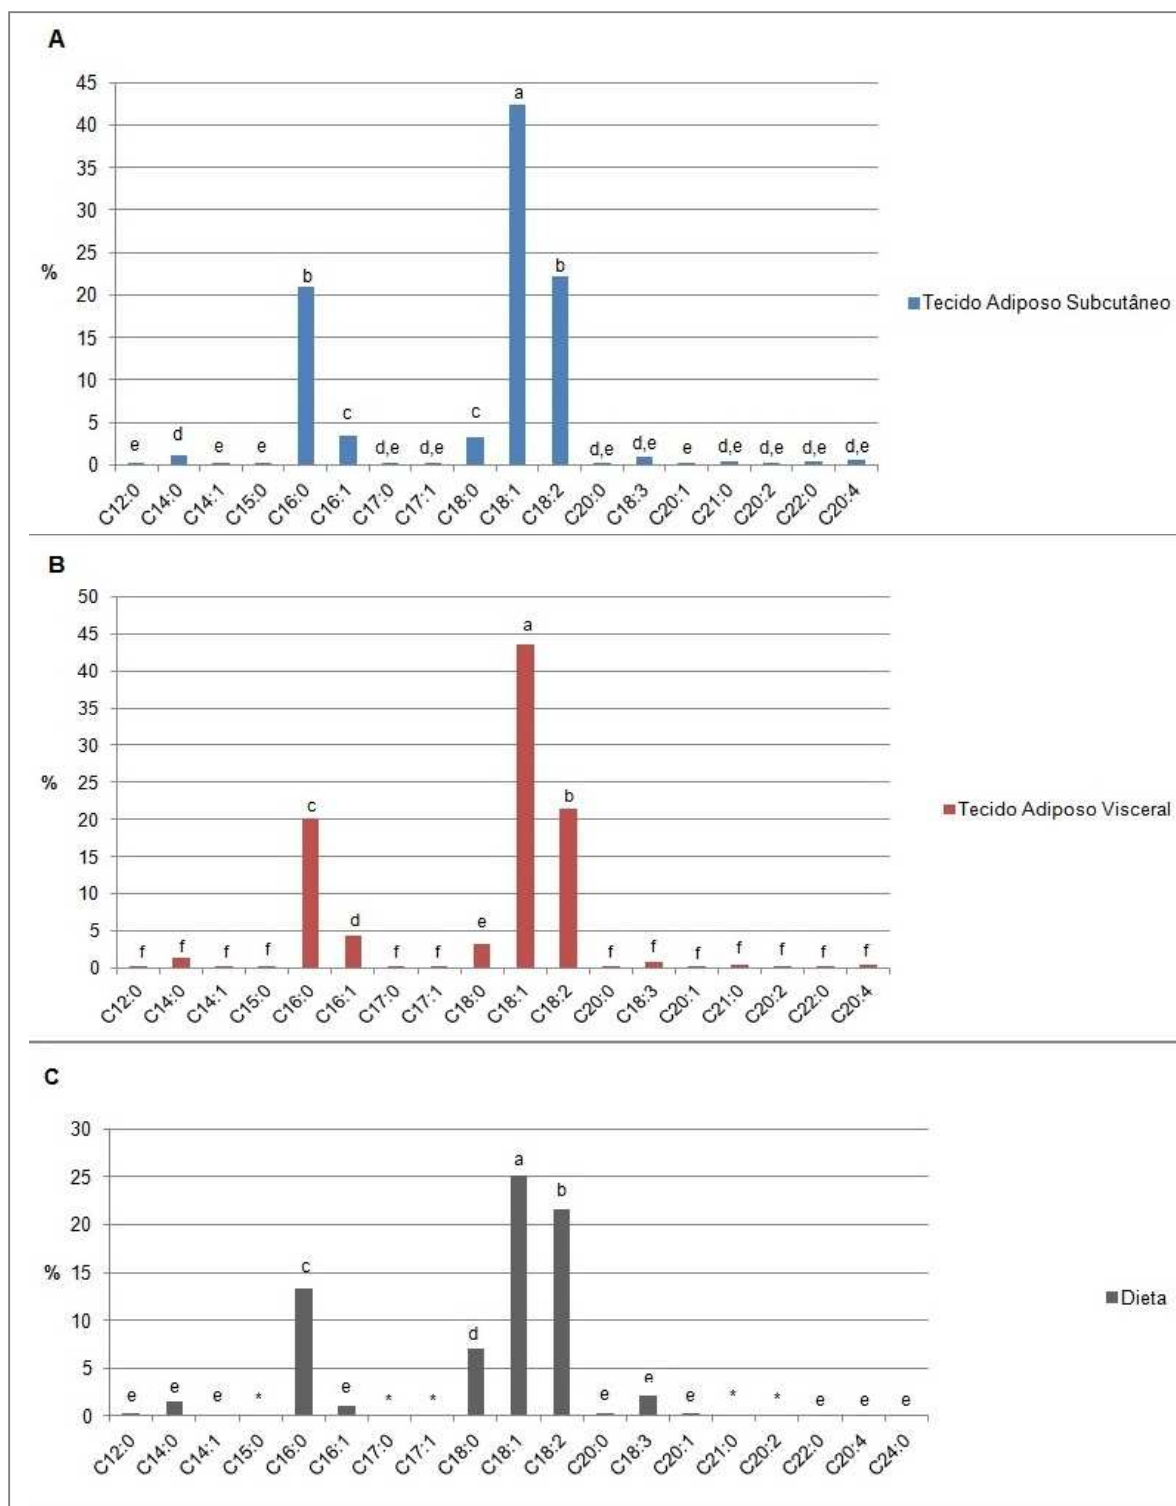 A
45
40
35
30
25
20
15
10
5
0
%
e d e e b c d,e d,e c a b d,e d,e e d,e d,e d,e d,e
C12:0 C14:0 C14:1 C15:0 C16:0 C16:1 C17:0 C17:1 C18:0 C18:1 C18:2 C20:0 C18:3 C20:1 C21:0 C20:2 C22:0 C20:4
Tecido Adiposo Subcutâneo
B
50
45
40
35
30
25
20
15
10
5
0
%
f f f f c d f f e a b f f f f f f f
C12:0 C14:0 C14:1 C15:0 C16:0 C16:1 C17:0 C17:1 C18:0 C18:1 C18:2 C20:0 C18:3 C20:1 C21:0 C20:2 C22:0 C20:4
Tecido Adiposo Visceral
C
30
25
20
15
10
5
0
%
e e e * c e * * d a b e e e * * e e e
C12:0 C14:0 C14:1 C15:0 C16:0 C16:1 C17:0 C17:1 C18:0 C18:1 C18:2 C20:0 C18:3 C20:1 C21:0 C20:2 C22:0 C20:4 C24:0
Dieta